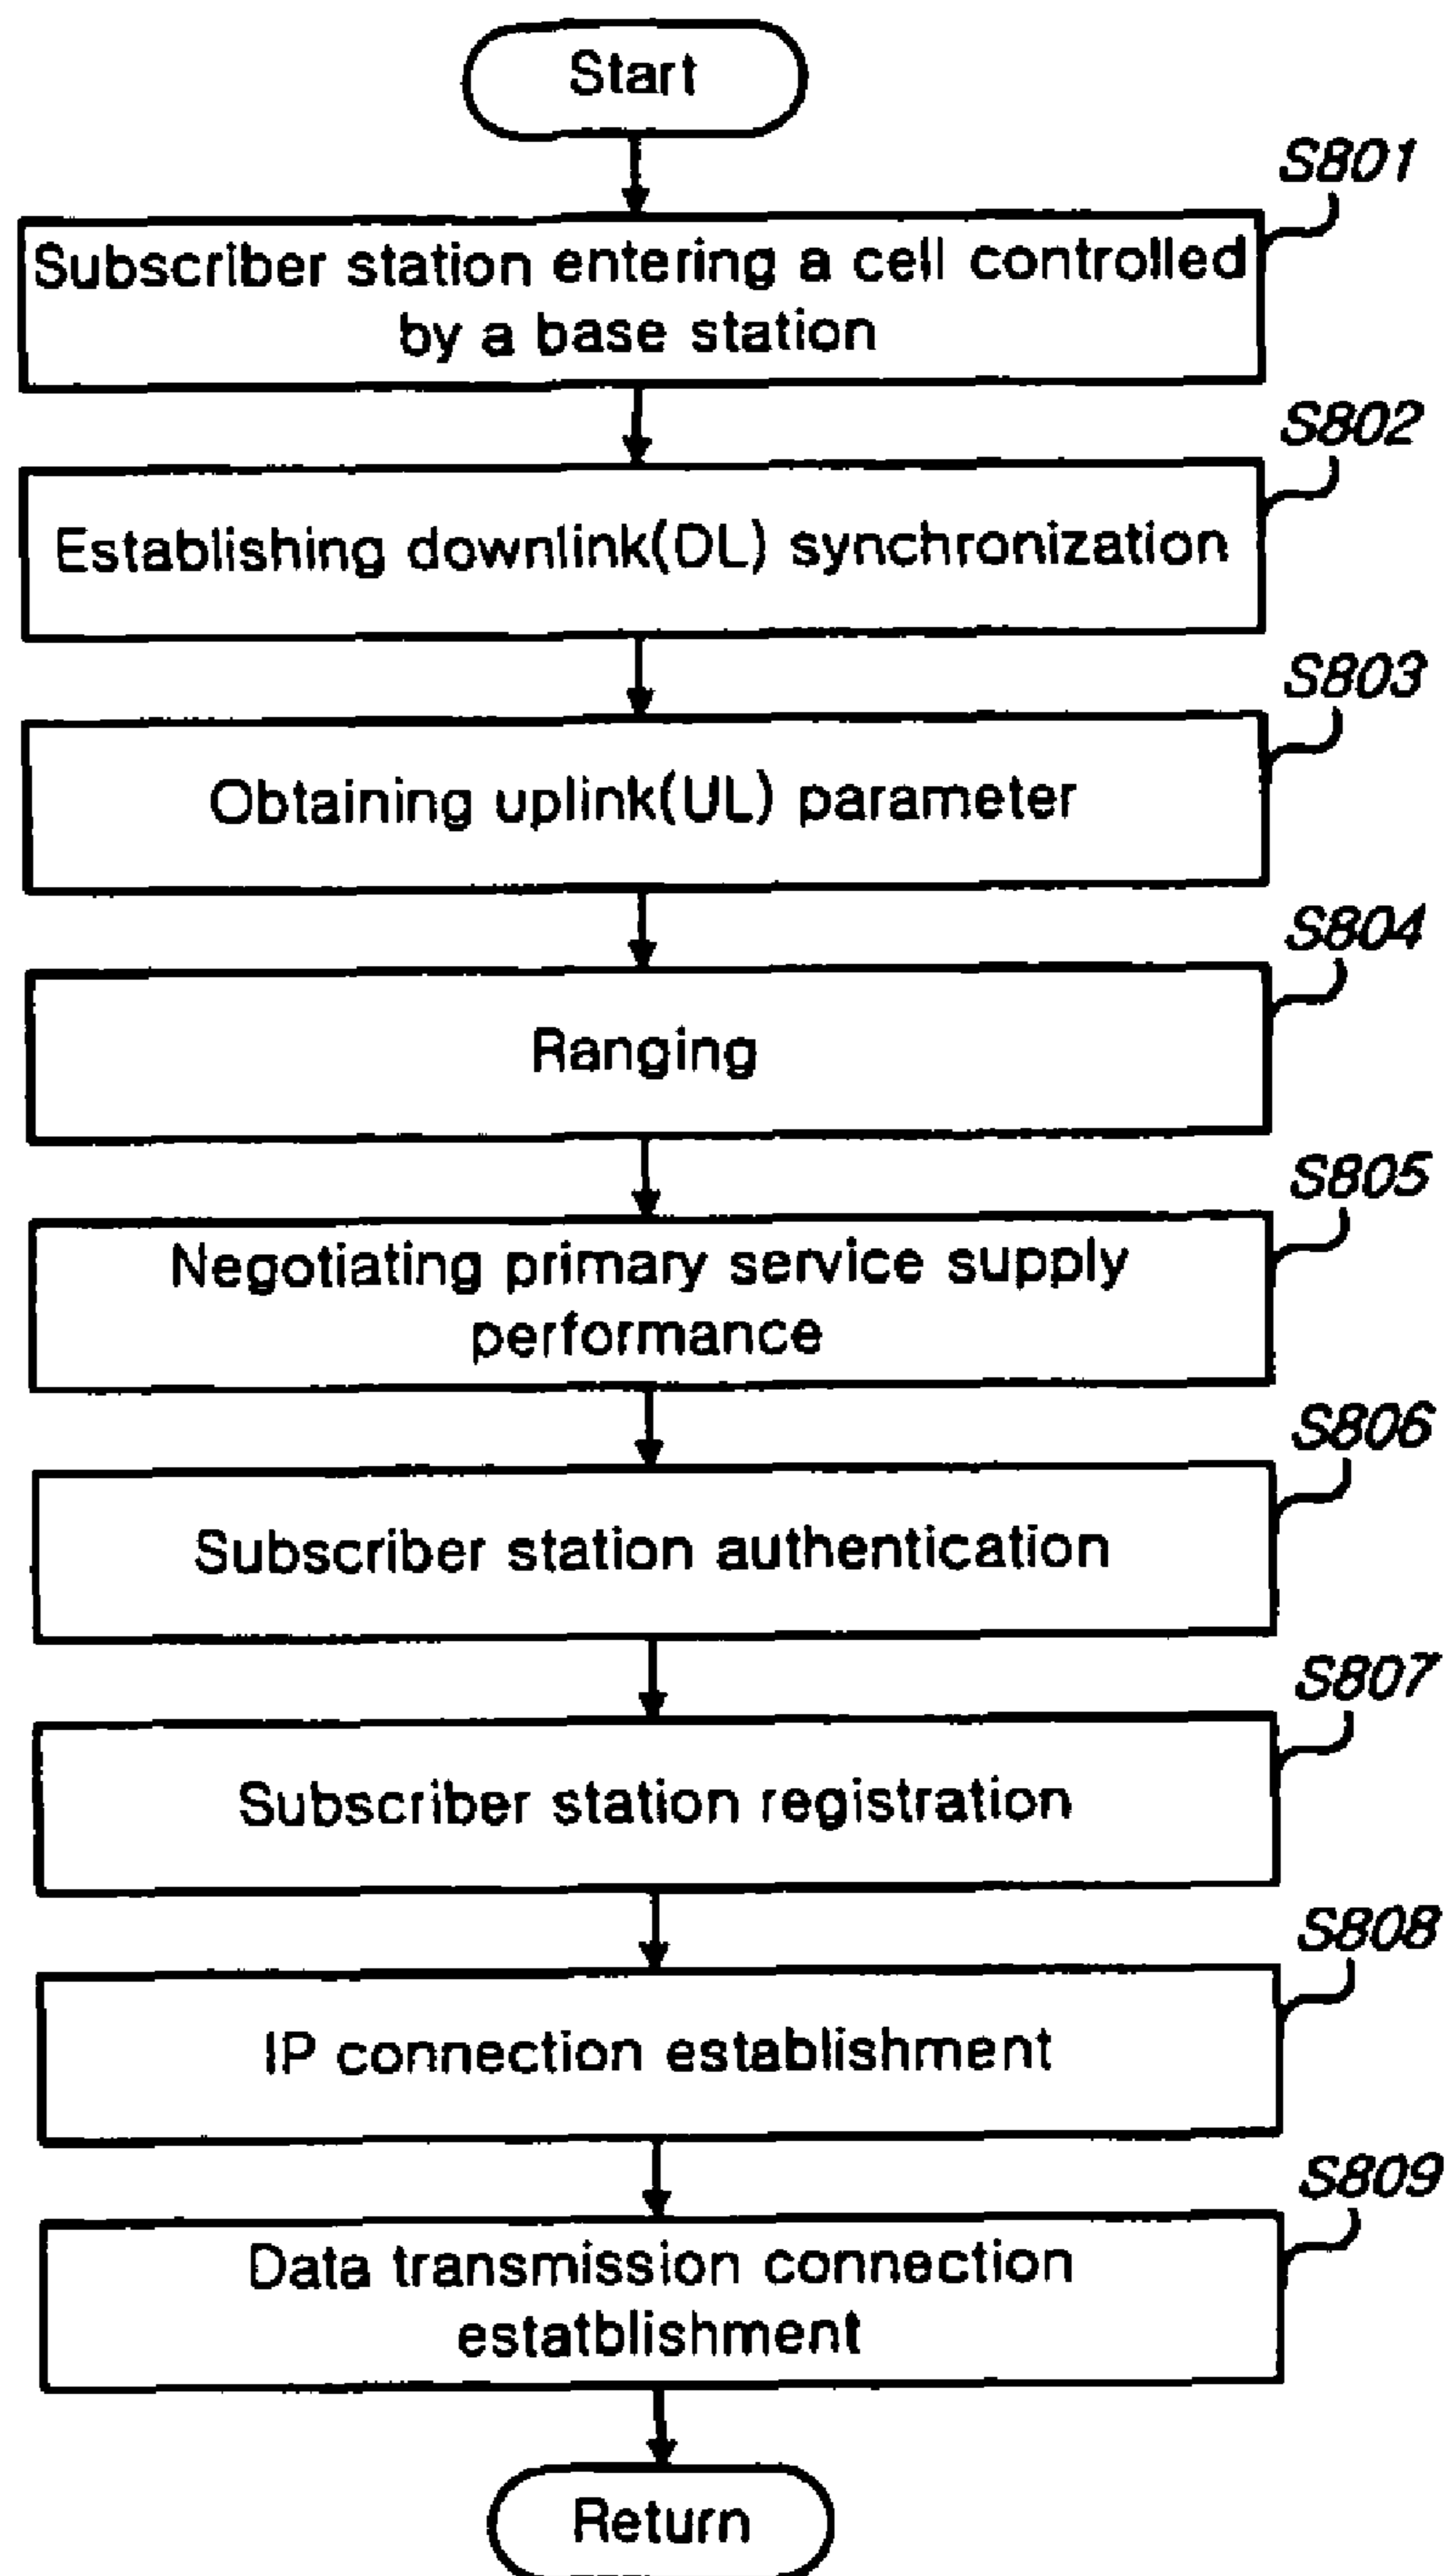 Start
S801
Subscriber station entering a cell controlled
by a base station
S802
Establishing downlink(DL) synchronization
S803
Obtaining uplink(UL) parameter
S804
Ranging
S805
Negotiating primary service supply
performance
S806
Subscriber station authentication
S807
Subscriber station registration
S808
IP connection establishment
S809
Data transmission connection
estatblishment
Return